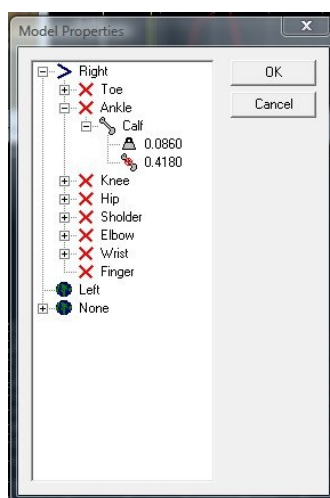 Model Properties
Right
Toe
Ankle
Calf
0.0860
0.4180
Knee
Hip
Sholder
Elbow
Wrist
Finger
Left
None
OK
Cancel